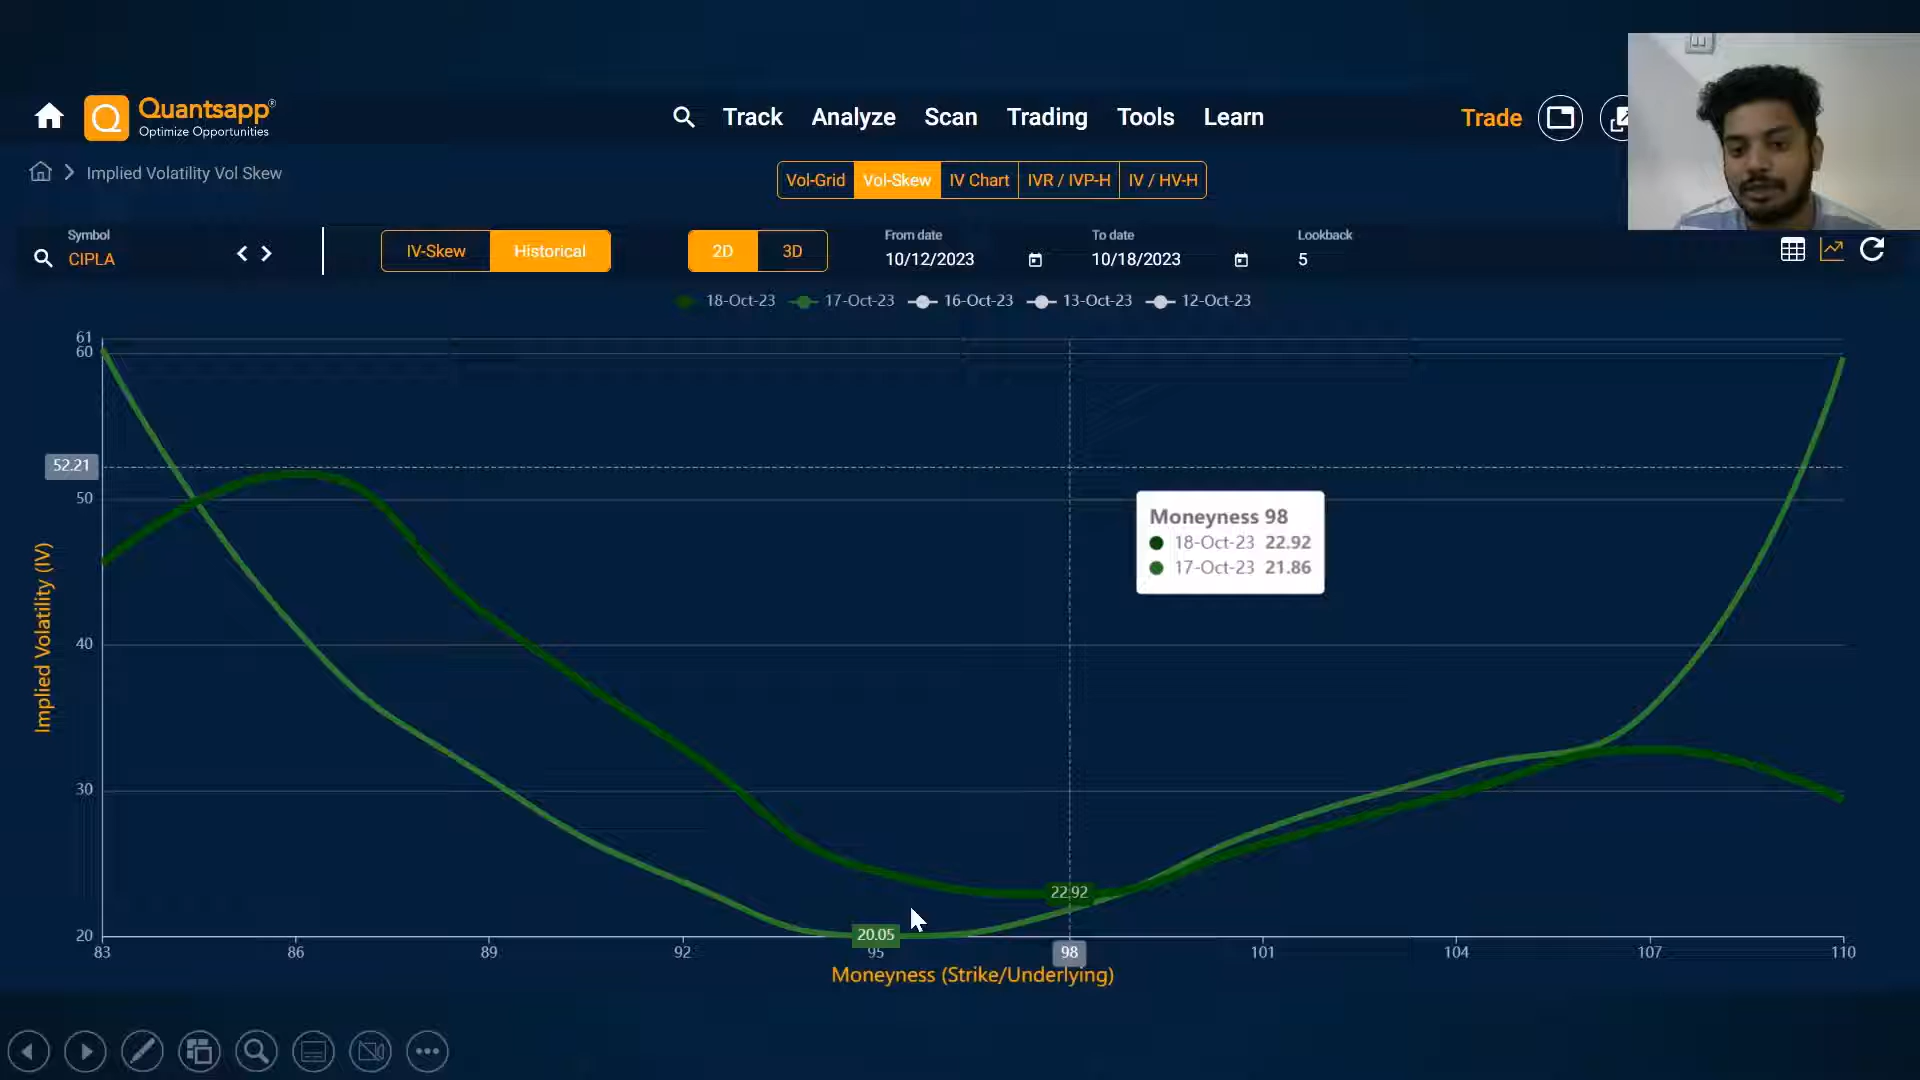 Quantsapp®
Optimize Opportunities
Track
Analyze
Scan
Trading
Tools
Learn
Trade
Implied Volatility Vol Skew
Vol-Grid
Vol-Skew
IV Chart
IVR / IVP-H
IV / HV-H
Symbol
CIPLA
IV-Skew
Historical
2D
3D
From date
10/12/2023
To date
10/18/2023
Lookback
5
18-Oct-23
17-Oct-23
16-Oct-23
13-Oct-23
12-Oct-23
61
60
52.21
50
40
30
20
Implied Volatility (IV)
Moneyness 98
18-Oct-23 22.92
17-Oct-23 21.86
22.92
20.05
83
86
89
92
95
98
101
104
107
110
Moneyness (Strike/Underlying)